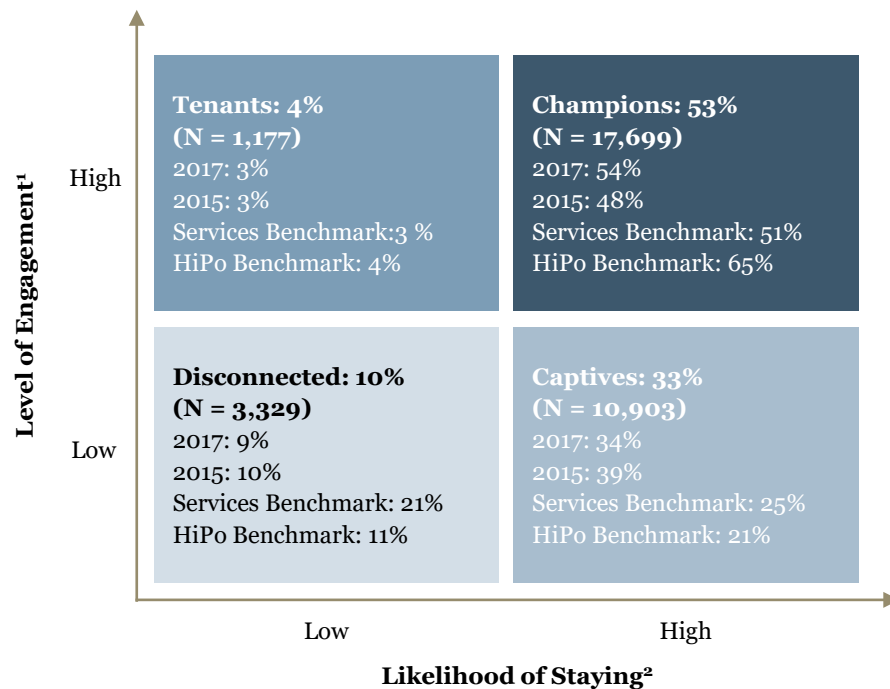 Tenants: 4%
(N = 1,177)
2017: 3%
2015: 3%
Services Benchmark:3 %
HiPo Benchmark: 4%
Champions: 53%
(N = 17,699)
2017: 54%
2015: 48%
Services Benchmark: 51%
HiPo Benchmark: 65%
High
Level of Engagement¹
Disconnected: 10%
(N = 3,329)
2017: 9%
2015: 10%
Services Benchmark: 21%
HiPo Benchmark: 11%
Captives: 33%
(N = 10,903)
2017: 34%
2015: 39%
Services Benchmark: 25%
HiPo Benchmark: 21%
Low
Low
High
Likelihood of Staying²